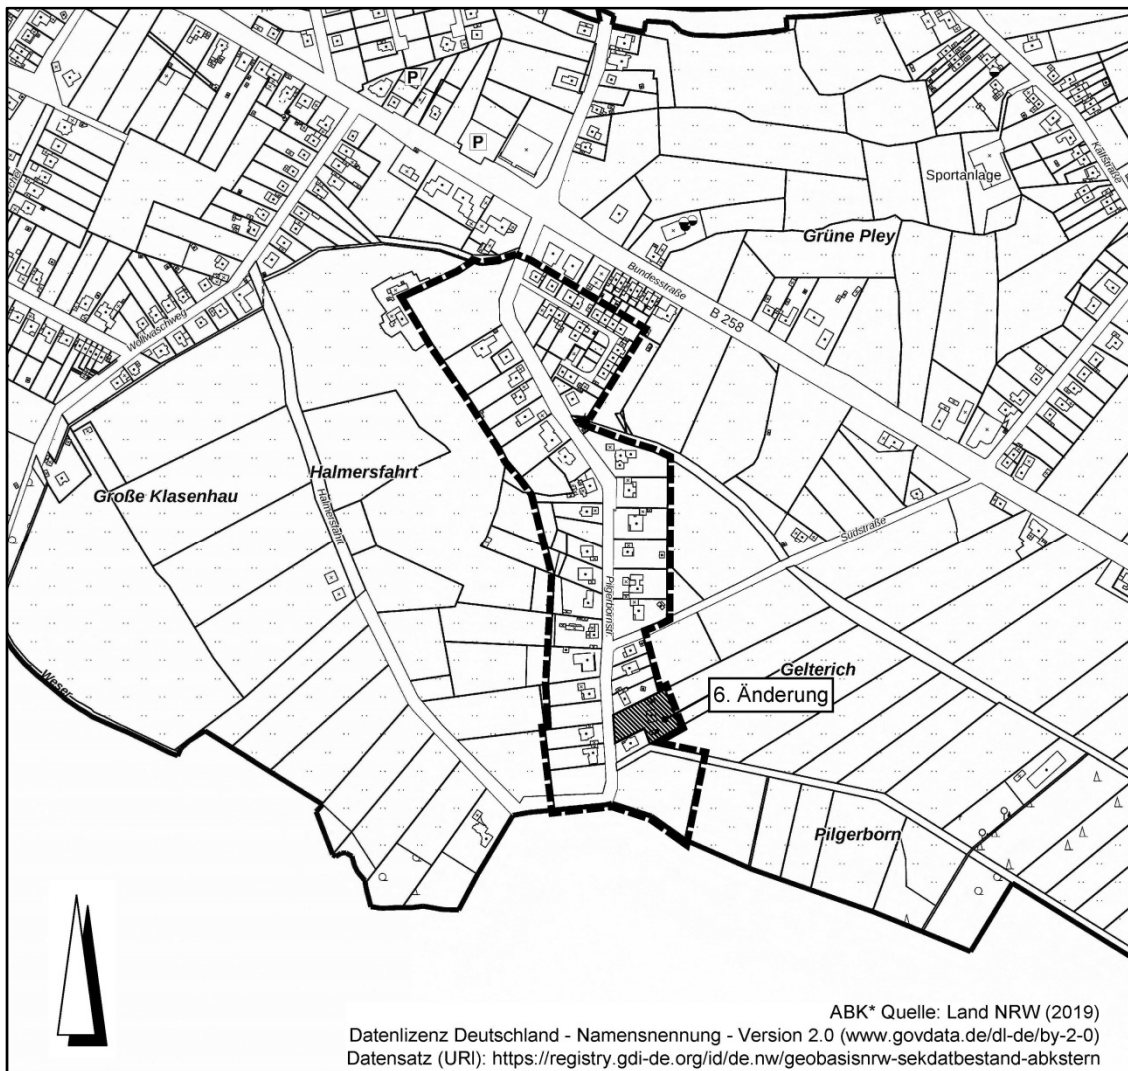 P
P
Kallstraße
Sportanlage
Grüne Pley
Bundesstraße
B 258
Wollwaschweg
Halmersfahrt
Große Klasenhau
Halmersfahrt
Südstraße
Pilgerbornstr.
Gelterich
6. Änderung
Weser
Pilgerborn
ABK* Quelle: Land NRW (2019)
Datenlizenz Deutschland - Namensnennung - Version 2.0 (www.govdata.de/dl-de/by-2-0)
Datensatz (URI): https://registry.gdi-de.org/id/de.nw/geobasisnrw-sekdatbestand-abkstern